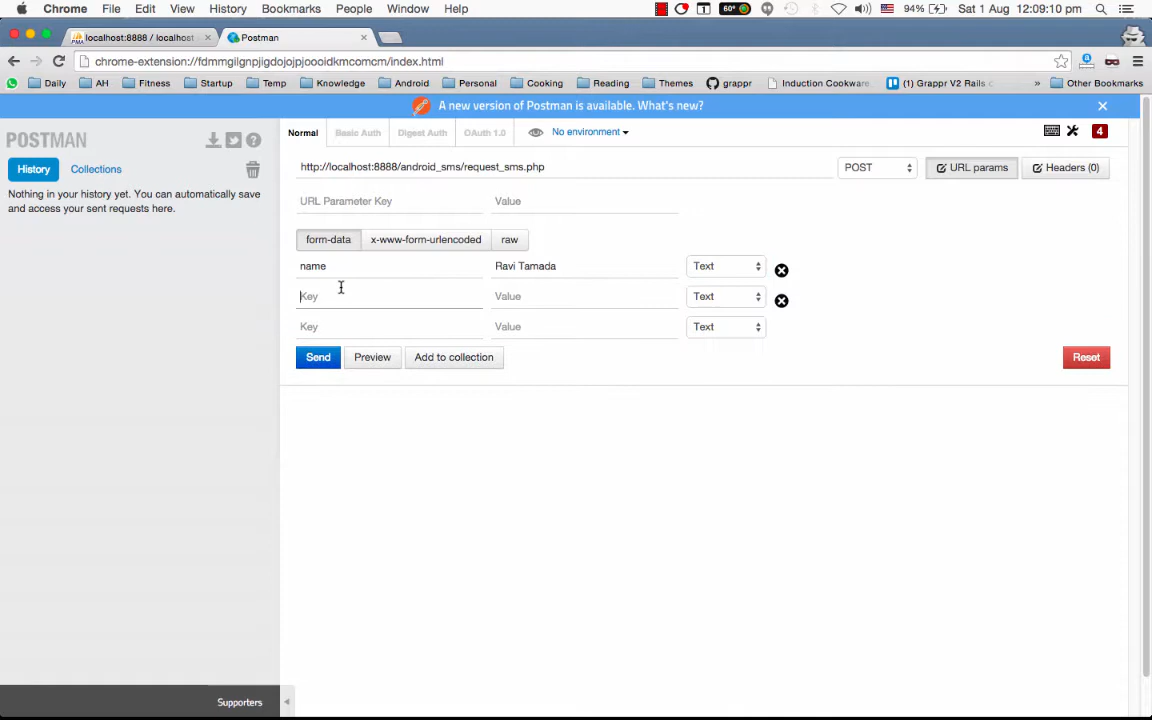 Chrome File Edit View History Bookmarks People Window Help 60° 94% Sat 1 Aug 12:09:10 pm
localhost:8888 / localhost Postman
chrome-extension://fdmmgilgnpjigdojojpjoooidkmcomcm/index.html
Daily AH Fitness Startup Temp Knowledge Android Personal Cooking Reading Themes grappr Induction Cookware (1) Grappr V2 Rails » Other Bookmarks
A new version of Postman is available. What's new?
POSTMAN
Normal Basic Auth Digest Auth OAuth 1.0 No environment 4
History Collections
http://localhost:8888/android_sms/request_sms.php POST URL params Headers (0)
Nothing in your history yet. You can automatically save
and access your sent requests here.
URL Parameter Key Value
form-data x-www-form-urlencoded raw
name Ravi Tamada Text
Key Value Text
Key Value Text
Send Preview Add to collection Reset
Supporters